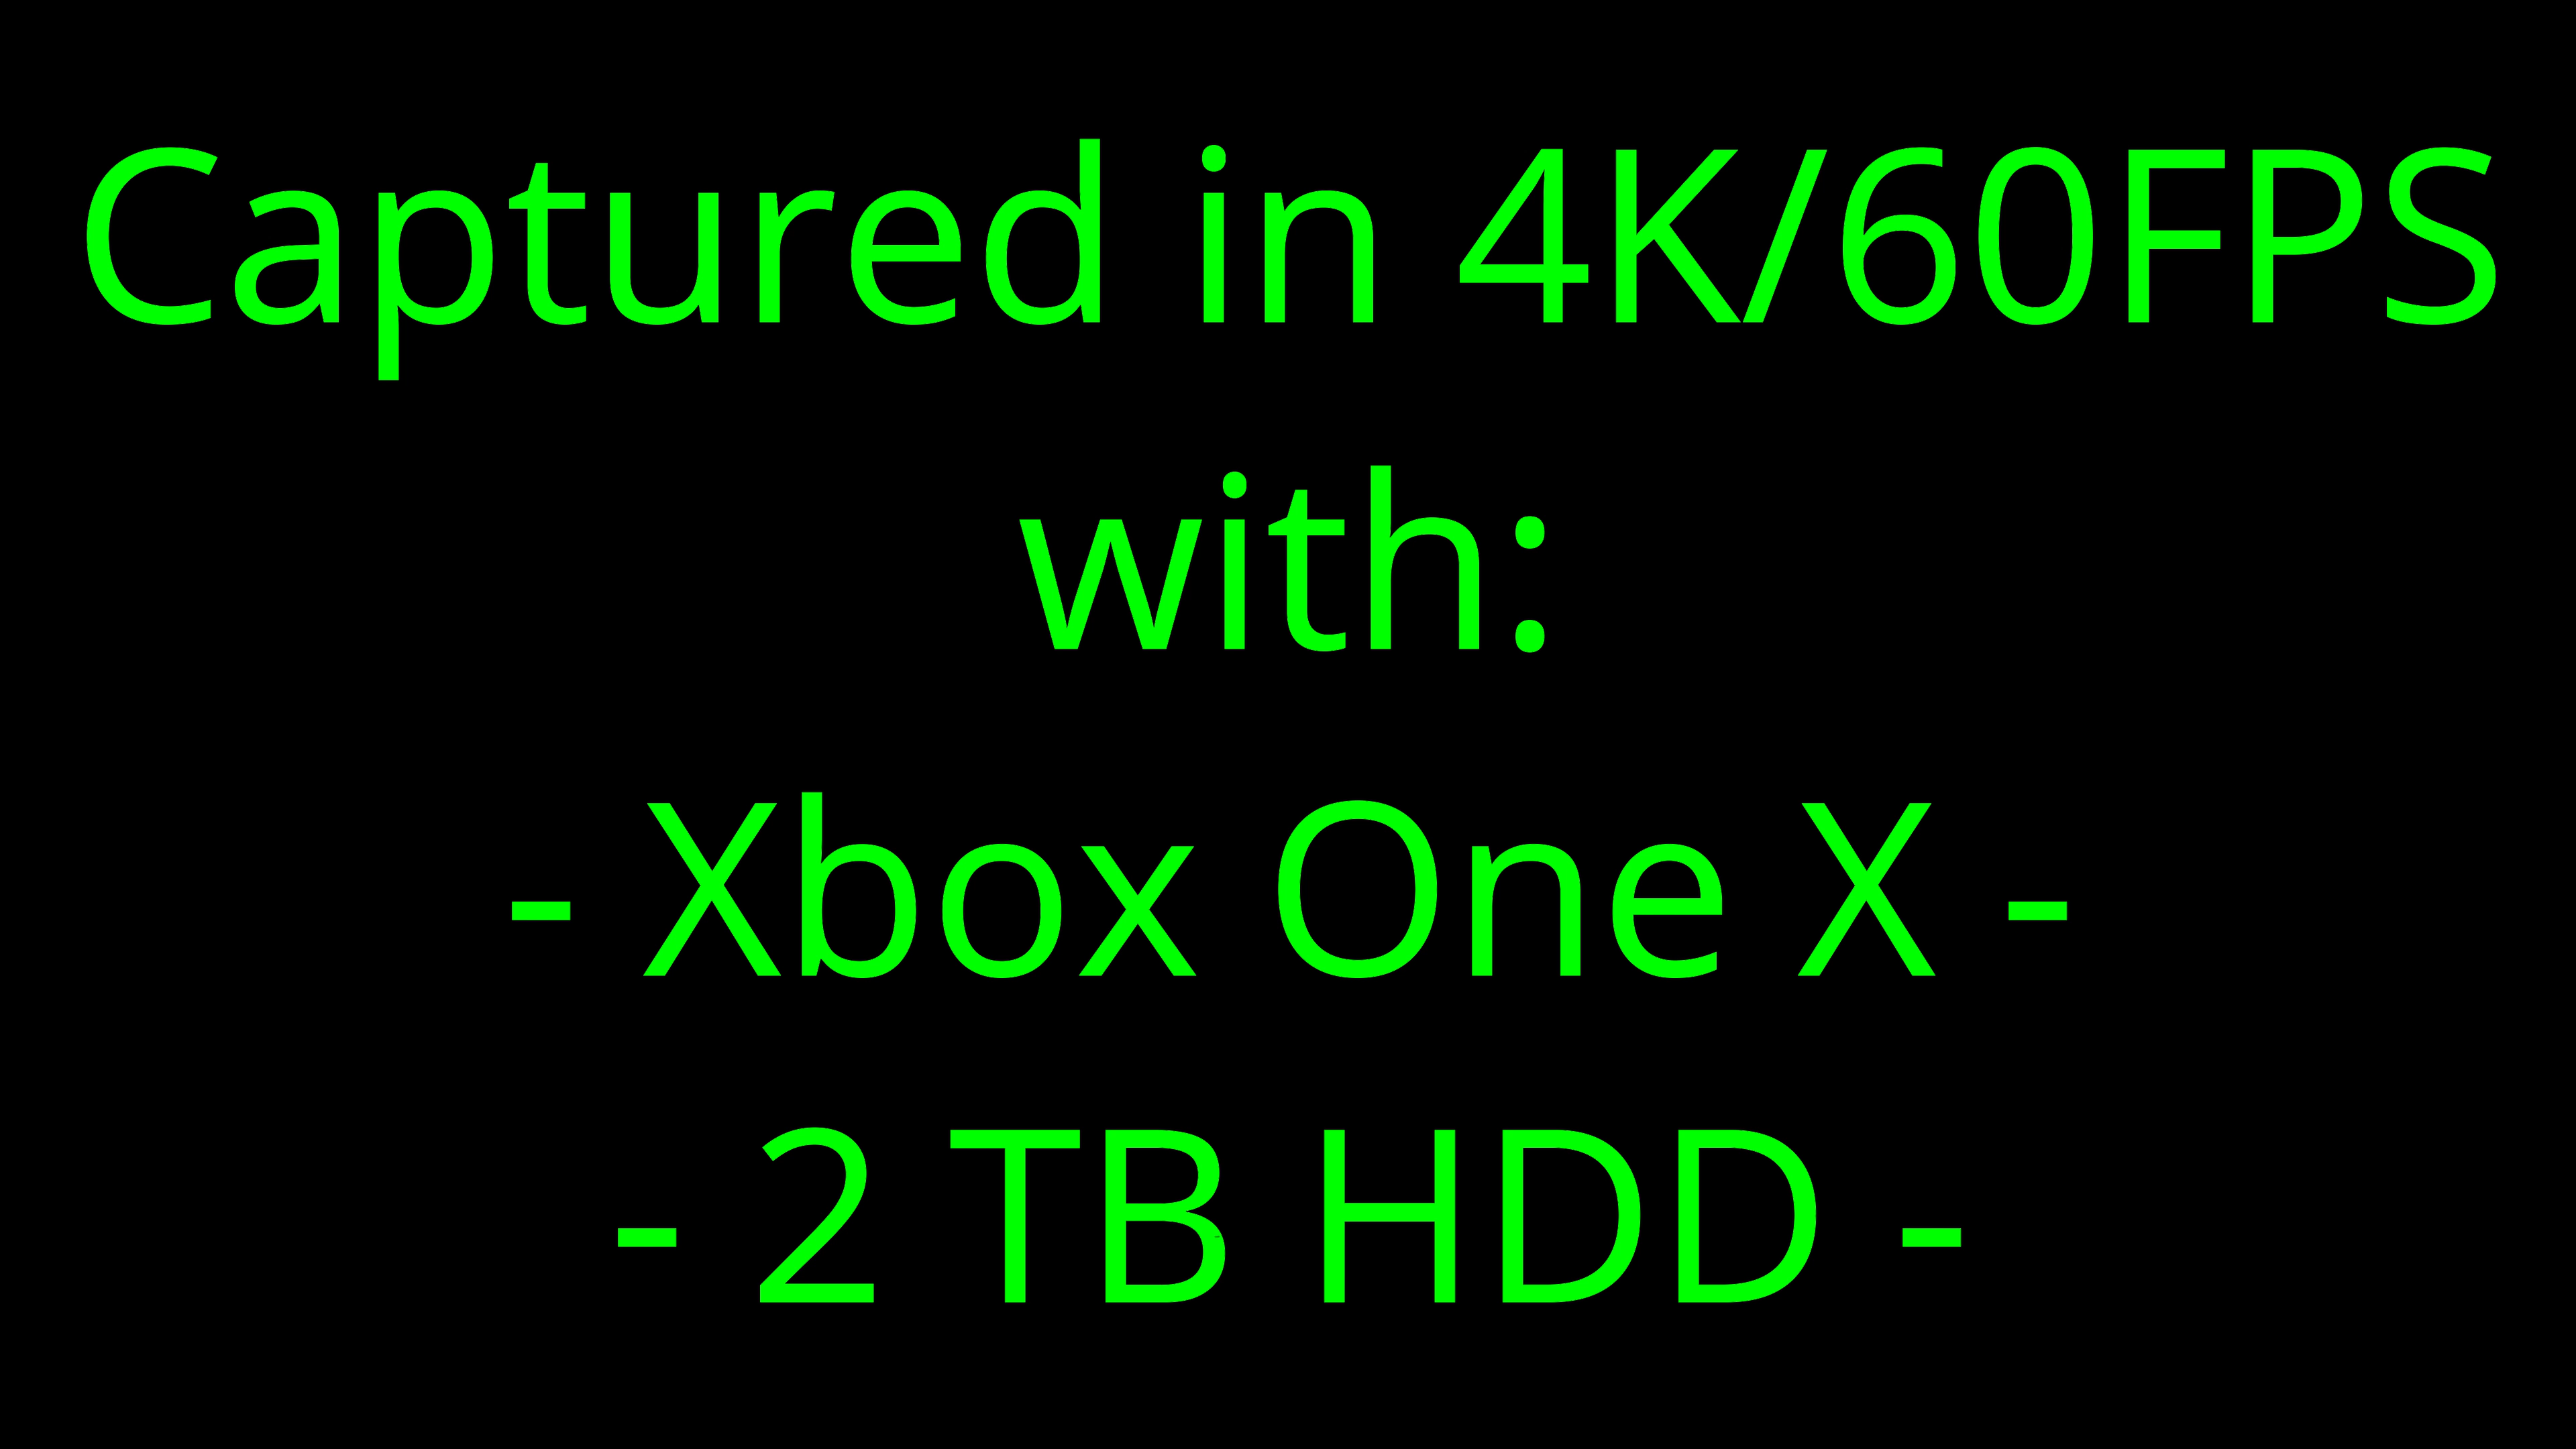 Captured in 4K/60FPS
with:
- Xbox One X -
- 2 TB HDD -